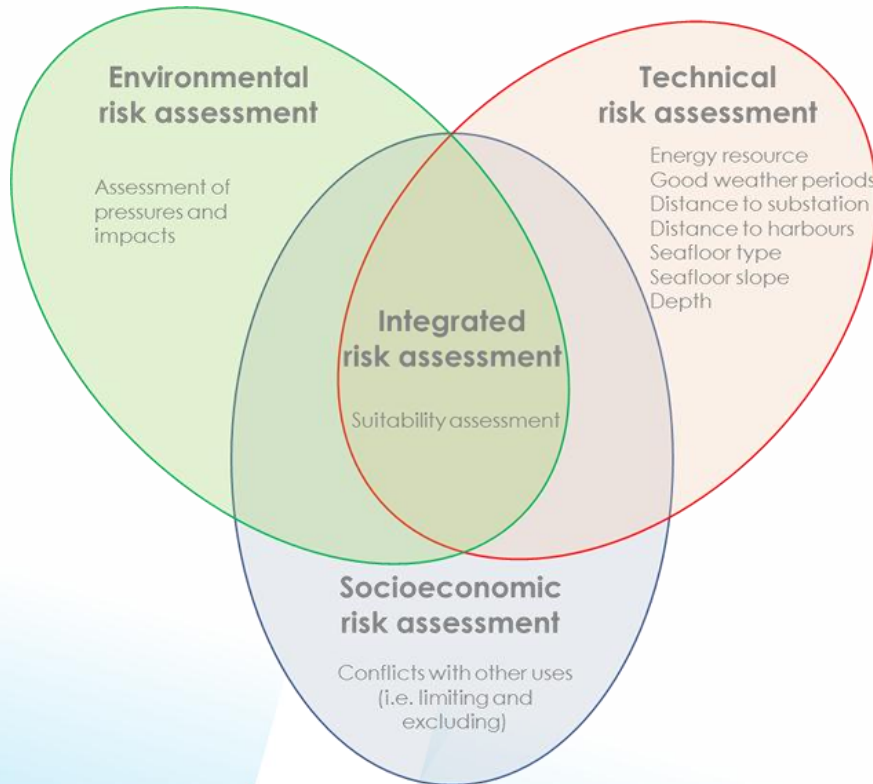 Environmental
risk assessment
Assessment of
pressures and
impacts
Technical
risk assessment
Energy resource
Good weather periods
Distance to substation
Distance to harbours
Seafloor type
Seafloor slope
Depth
Integrated
risk assessment
Suitability assessment
Socioeconomic
risk assessment
Conflicts with other uses
(i.e. limiting and
excluding)